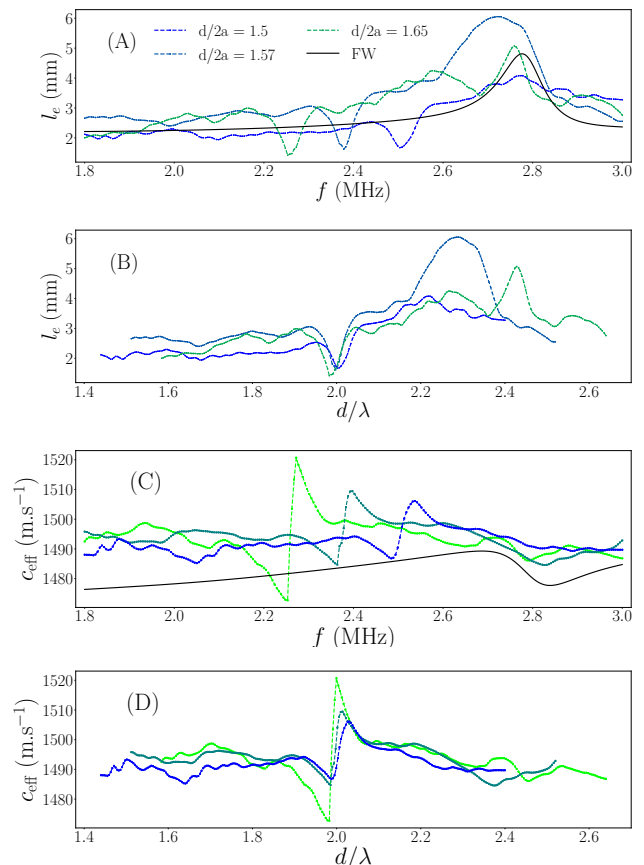 (A)
d/2a = 1.5
d/2a = 1.65
d/2a = 1.57
FW
6
5
4
3
2
l_e (mm)
1.8 2.0 2.2 2.4 2.6 2.8 3.0
f (MHz)
(B)
6
5
4
3
2
l_e (mm)
1.4 1.6 1.8 2.0 2.2 2.4 2.6
d/λ
(C)
1520
1510
1500
1490
1480
c_eff (m.s⁻¹)
1.8 2.0 2.2 2.4 2.6 2.8 3.0
f (MHz)
(D)
1520
1510
1500
1490
1480
c_eff (m.s⁻¹)
1.4 1.6 1.8 2.0 2.2 2.4 2.6
d/λ